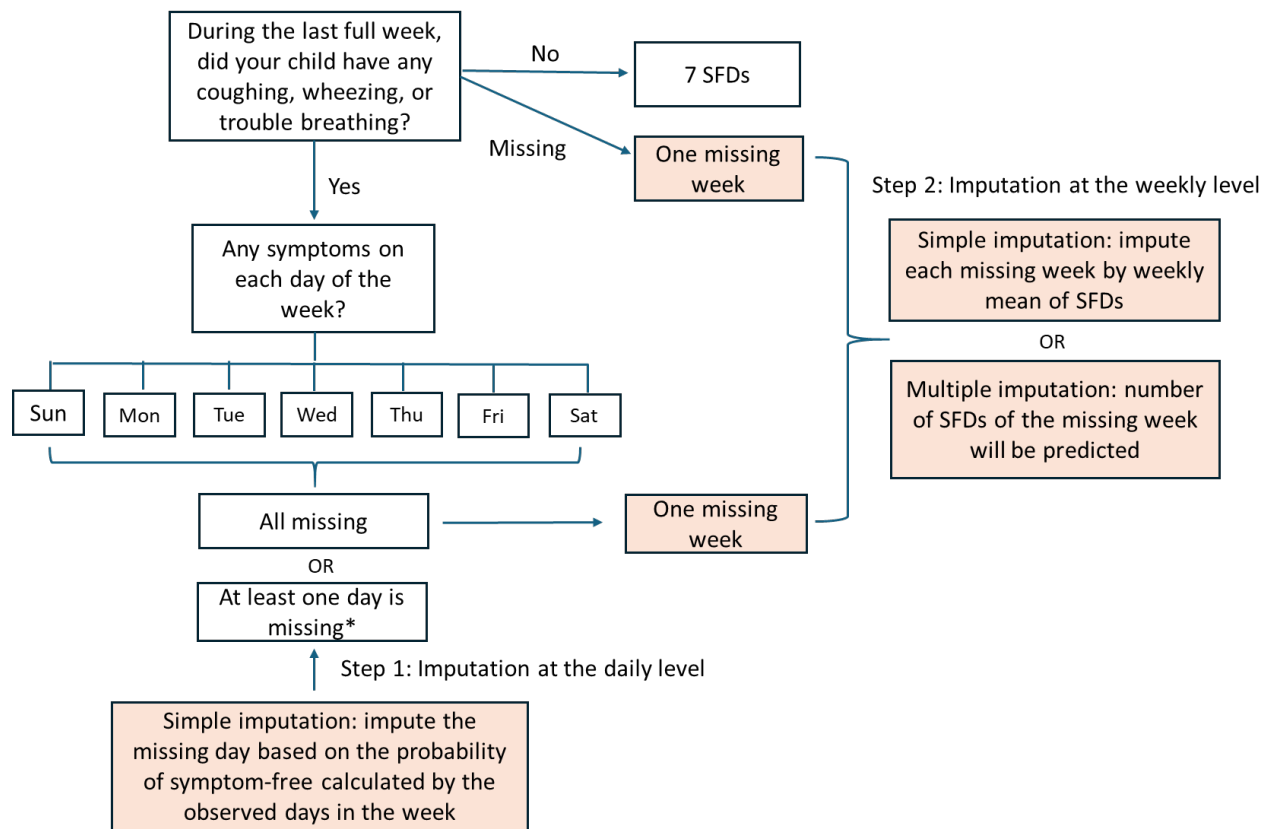 During the last full week,
did your child have any
coughing, wheezing, or
trouble breathing?
No
7 SFDs
Missing
One missing
week
Yes
Any symptoms on
each day of the
week?
Sun
Mon
Tue
Wed
Thu
Fri
Sat
All missing
One missing
week
OR
At least one day is
missing*
Step 1: Imputation at the daily level
Simple imputation: impute the
missing day based on the probability
of symptom-free calculated by the
observed days in the week
Step 2: Imputation at the weekly level
Simple imputation: impute
each missing week by weekly
mean of SFDs
OR
Multiple imputation: number
of SFDs of the missing week
will be predicted